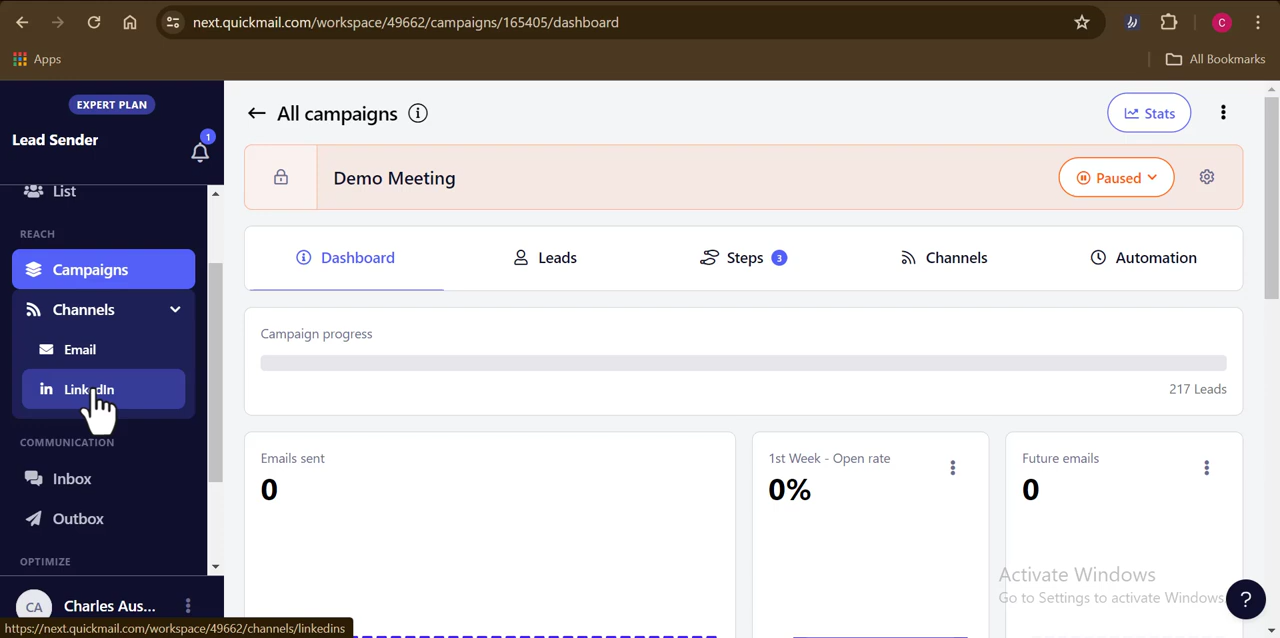 next.quickmail.com/workspace/49662/campaigns/165405/dashboard
C
Apps
All Bookmarks
EXPERT PLAN
Lead Sender
1
List
REACH
Campaigns
Channels
Email
LinkedIn
COMMUNICATION
Inbox
Outbox
OPTIMIZE
CA Charles Aus...
https://next.quickmail.com/workspace/49662/channels/linkedins
All campaigns
Stats
Demo Meeting
Paused
Dashboard
Leads
Steps 3
Channels
Automation
Campaign progress
217 Leads
Emails sent
0
1st Week - Open rate
0%
Future emails
0
Activate Windows
Go to Settings to activate Windows
?